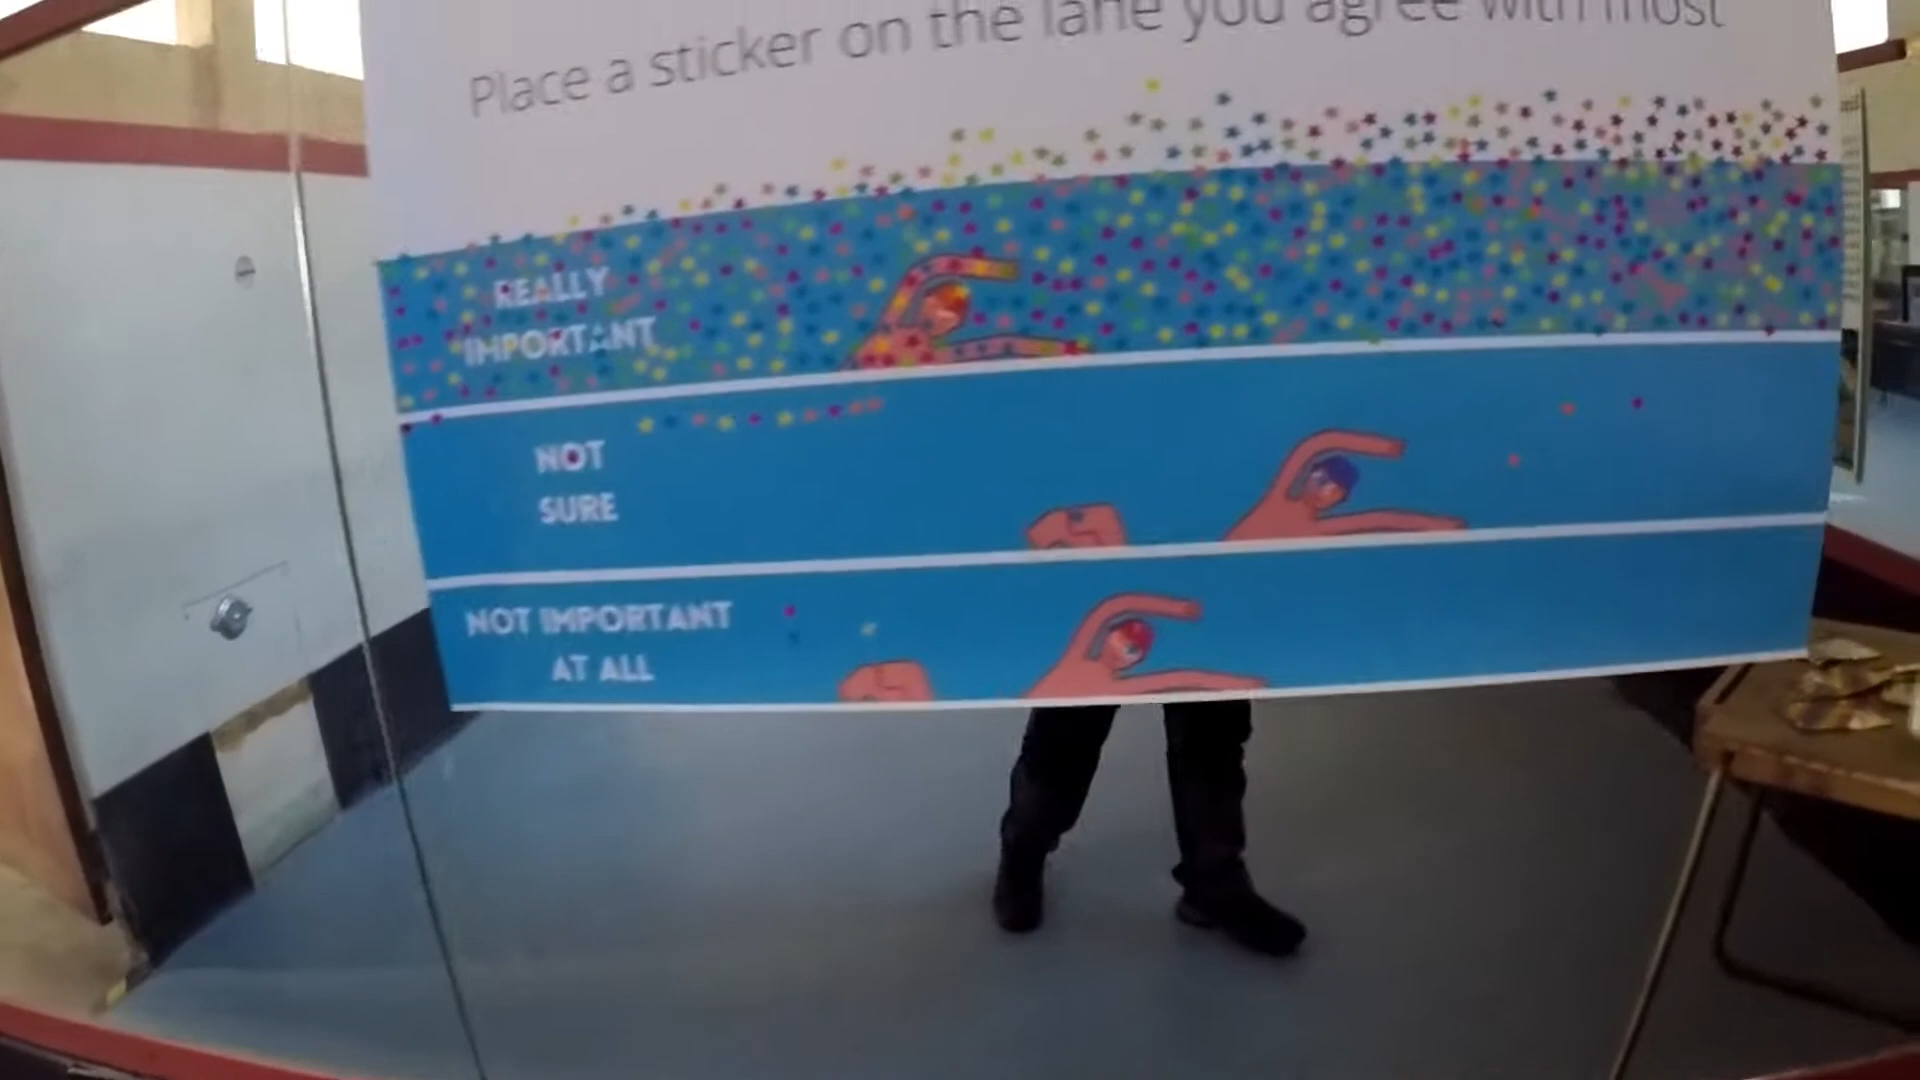 Place a sticker on the lane you agree with most
REALLY
IMPORTANT
NOT
SURE
NOT IMPORTANT
AT ALL